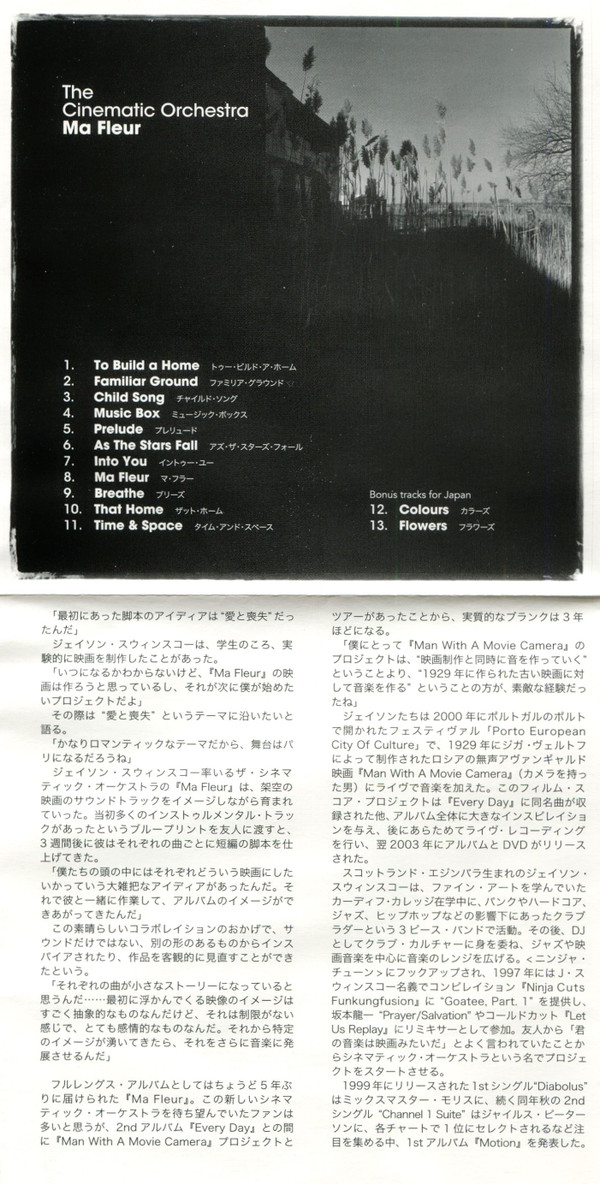 The
Cinematic Orchestra
Ma Fleur
1. To Build a Home トゥー・ビルド・ア・ホーム
2. Familiar Ground ファミリア・グラウンド
3. Child Song チャイルド・ソング
4. Music Box ミュージック・ボックス
5. Prelude プレリュード
6. As The Stars Fall アズ・ザ・スターズ・フォール
7. Into You イントゥー・ユー
8. Ma Fleur マ・フラー
9. Breathe ブリーズ
10. That Home ザット・ホーム
11. Time & Space タイム・アンド・スペース
Bonus tracks for Japan
12. Colours カラーズ
13. Flowers フラワーズ
「最初にあった脚本のアイディアは“愛と喪失”だっ
たんだ」
ジェイソン・スウィンスコーは、学生のころ、実
験的に映画を制作したことがあった。
「いつになるかわからないけど、『Ma Fleur』の映
画は作ろうと思っているし、それが次に僕が始めた
いプロジェクトだよ」
その際は “愛と喪失” というテーマに沿いたいと
語る。
「かなりロマンティックなテーマだから、舞台はパ
リになるだろうね」
ジェイソン・スウィンスコー率いるザ・シネマ
ティック・オーケストラの『Ma Fleur』は、架空の
映画のサウンドトラックをイメージしながら育まれ
ていった。当初多くのインストゥルメンタル・トラッ
クがあったというブループリントを友人に渡すと、
3週間後に彼はそれぞれの曲ごとに短編の脚本を仕
上げてきた。
「僕たちの頭の中にはそれぞれどういう映画にした
いかっていう大雑把なアイディアがあったんだ。そ
れで彼と一緒に作業して、アルバムのイメージがで
きあがってきたんだ」
この素晴らしいコラボレイションのおかげで、サ
ウンドだけではない、別の形のあるものからインス
パイアされたり、作品を客観的に見直すことができ
たという。
「それぞれの曲が小さなストーリーになっていると
思うんだ……最初に浮かんでくる映像のイメージは
すごく抽象的なものなんだけど、それは制限がない
感じで、とても感情的なものなんだ。それから特定
のイメージが湧いてきたら、それをさらに音楽に発
展させるんだ」
フルレングス・アルバムとしてはちょうど5年ぶ
りに届けられた『Ma Fleur』。この新しいシネマ
ティック・オーケストラを待ち望んでいたファンは
多いと思うが、2ndアルバム『Every Day』との間
に『Man With A Movie Camera』プロジェクトと
ツアーがあったことから、実質的なブランクは3年
ほどになる。
「僕にとって『Man With A Movie Camera』の
プロジェクトは、“映画制作と同時に音を作っていく”
ということより、“1929年に作られた古い映画に対
して音楽を作る” ということの方が、素敵な経験だっ
たね」
ジェイソンたちは2000年にポルトガルのポルト
で開かれたフェスティヴァル「Porto European
City Of Culture」で、1929年にジガ・ヴェルトフ
によって制作されたロシアの無声アヴァンギャルド
映画『Man With A Movie Camera』（カメラを持っ
た男）にライヴで音楽を加えた。このフィルム・ス
コア・プロジェクトは『Every Day』に同名曲が収
録された他、アルバム全体に大きなインスピレイショ
ンを与え、後にあらためてライヴ・レコーディング
を行い、翌2003年にアルバムとDVDがリリース
された。
スコットランド・エジンバラ生まれのジェイソン・
スウィンスコーは、ファイン・アートを学んでいた
カーディフ・カレッジ在学中に、パンクやハードコア、
ジャズ、ヒップホップなどの影響下にあったクラブ
ラダーという3ピース・バンドで活動。その後、DJ
としてクラブ・カルチャーに身を委ね、ジャズや映
画音楽を中心に音楽のレンジを広げる。<ニンジャ・
チューン>にフックアップされ、1997年にはJ・ス
ウィンスコー名義でコンピレイション『Ninja Cuts
Funkungfusion』に “Goatee, Part. 1” を提供し、
坂本龍一 “Prayer/Salvation” やコールドカット『Let
Us Replay』にリミキサーとして参加。友人から「君
の音楽は映画みたいだ」とよく言われていたことか
らシネマティック・オーケストラという名でプロジェ
クトをスタートさせる。
1999年にリリースされた1stシングル“Diabolus”
はミックスマスター・モリスに、続く同年秋の2nd
シングル “Channel 1 Suite” はジャイルス・ピーター
ソンに、各チャートで1位にセレクトされるなど注
目を集める中、1stアルバム『Motion』を発表した。